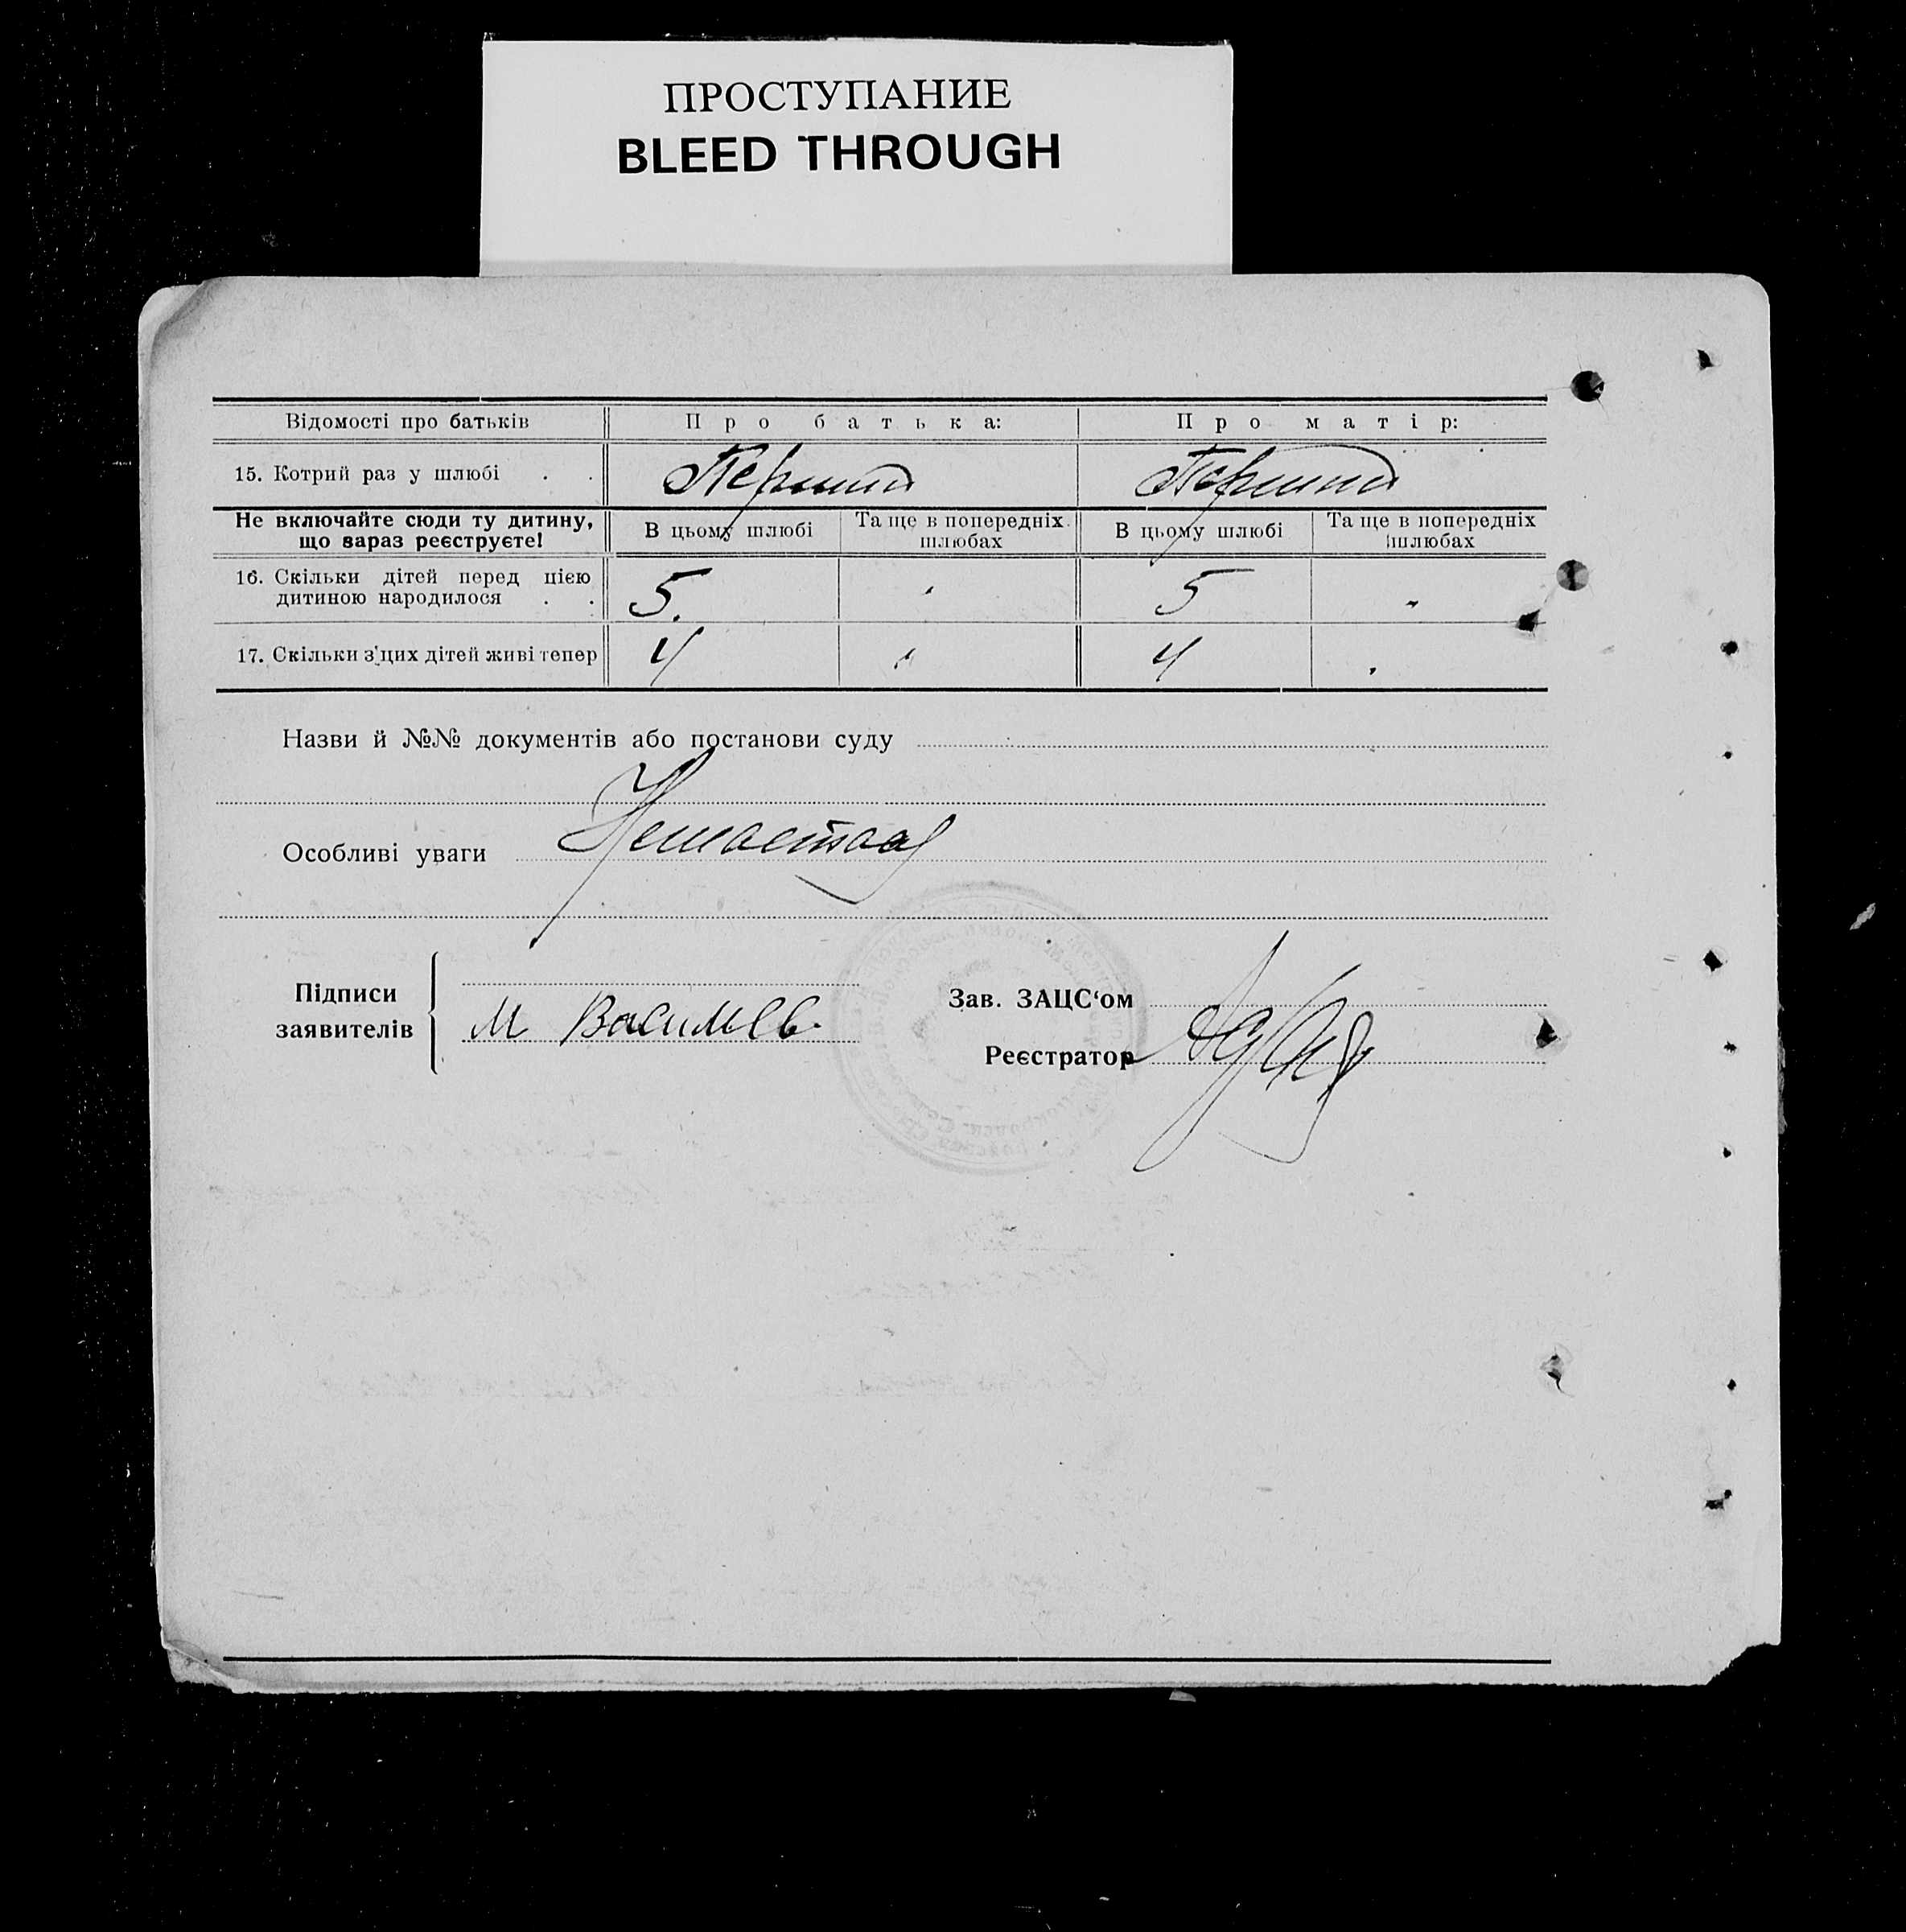 ПРОСТУПАНИЕ
BLEED THROUGH
Відомості про батьків Про батька: Про матір:
15. Котрий раз у шлюбі . . Перший Перший
Не включайте сюди ту дитину, що вараз реєструєте! В цьому шлюбі Та ще в попередніх шлюбах В цьому шлюбі Та ще в попередніх шлюбах
16. Скільки дітей перед цією дитиною народилося . . 5. " 5 "
17. Скільки з'цих дітей живі тепер 4 " 4 "
Назви й №№ документів або постанови суду
Особливі уваги
Підписи заявителів М Василев
Зав. ЗАЦС‘ом
Реєстратор